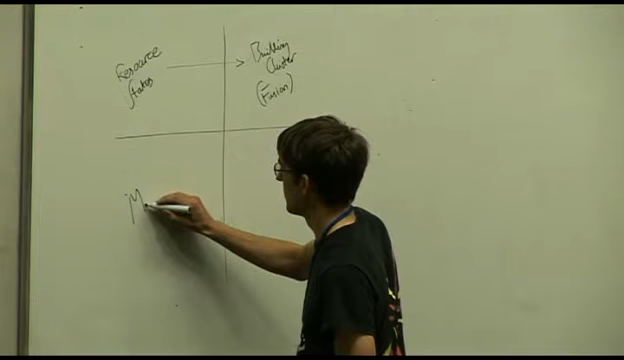 Resource
States
Building
Cluster
(Fusion)
M